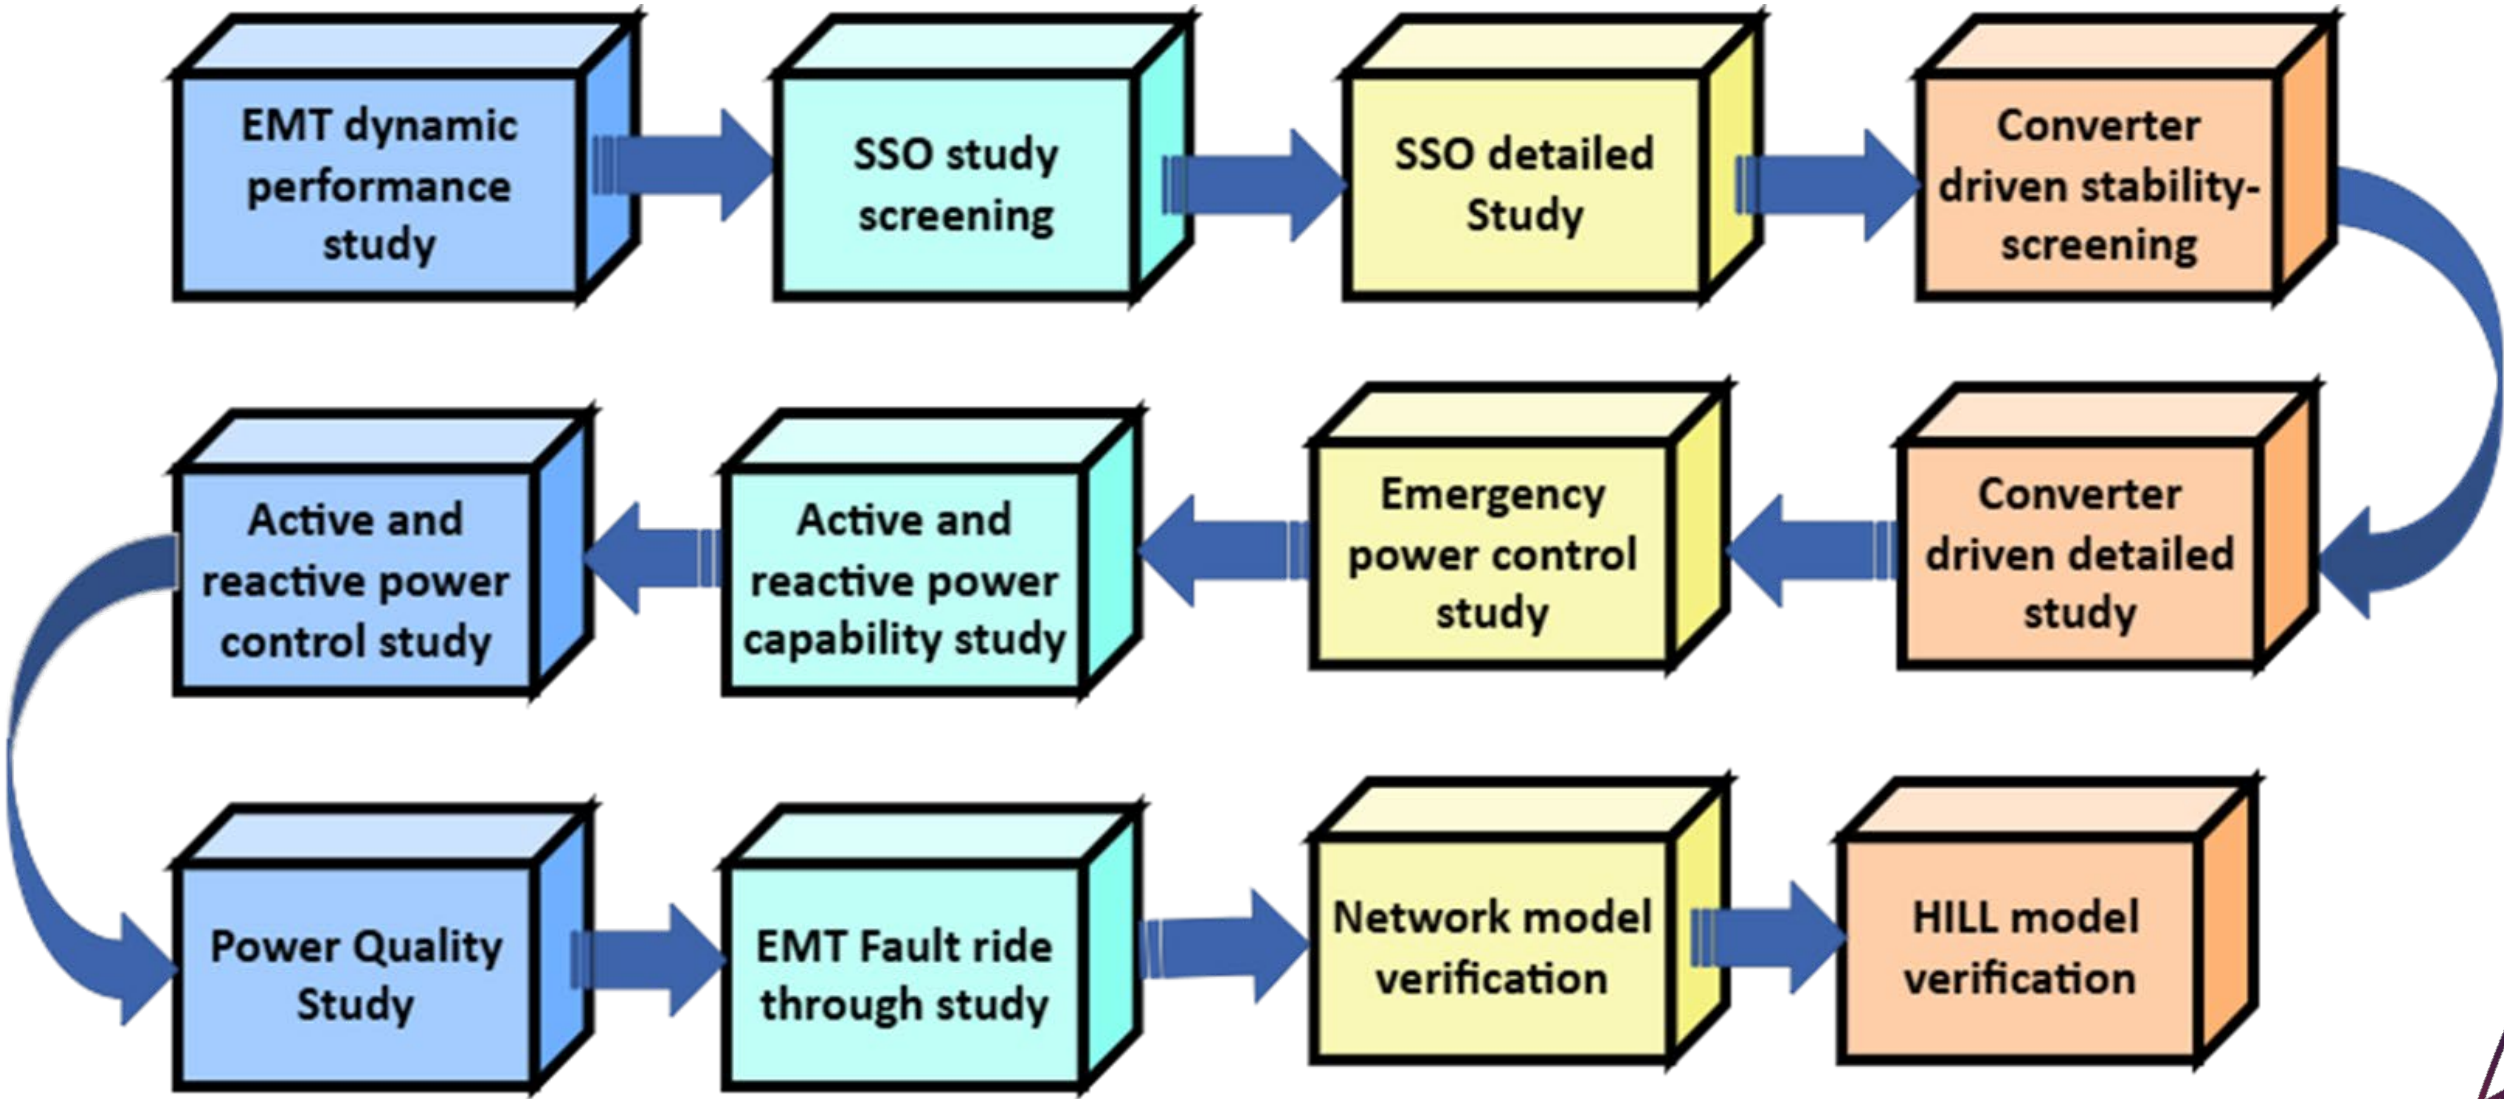 EMT dynamic
performance
study
SSO study
screening
SSO detailed
Study
Converter
driven stability-
screening
Converter
driven detailed
study
Emergency
power control
study
Active and
reactive power
capability study
Active and
reactive power
control study
Power Quality
Study
EMT Fault ride
through study
Network model
verification
HILL model
verification